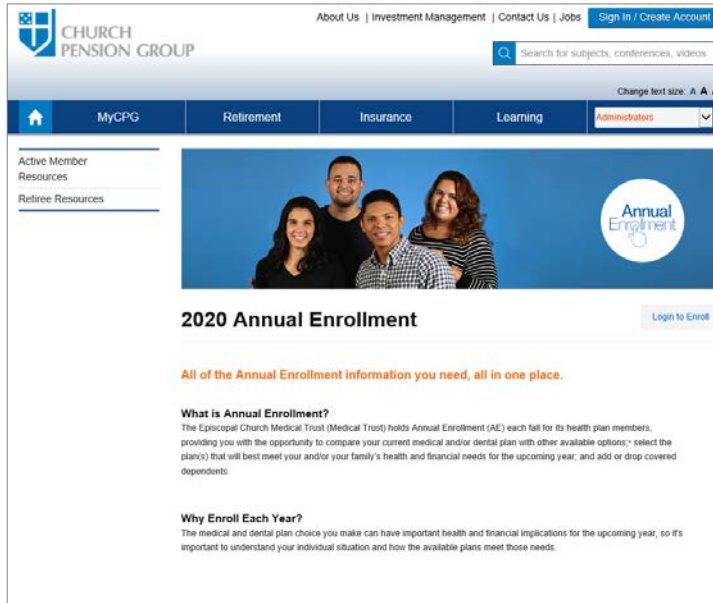 About Us | Investment Management | Contact Us | Jobs
Sign In / Create Account
CHURCH
PENSION GROUP
Search for subjects, conferences, videos
Change text size: A A
MyCPG
Retirement
Insurance
Learning
Administrators
Active Member
Resources
Retiree Resources
Annual
Enrollment
2020 Annual Enrollment
Login to Enroll
All of the Annual Enrollment information you need, all in one place.
What is Annual Enrollment?
The Episcopal Church Medical Trust (Medical Trust) holds Annual Enrollment (AE) each fall for its health plan members,
providing you with the opportunity to compare your current medical and/or dental plan with other available options;* select the
plan(s) that will best meet your and/or your family's health and financial needs for the upcoming year; and add or drop covered
dependents.
Why Enroll Each Year?
The medical and dental plan choice you make can have important health and financial implications for the upcoming year, so it's
important to understand your individual situation and how the available plans meet those needs.